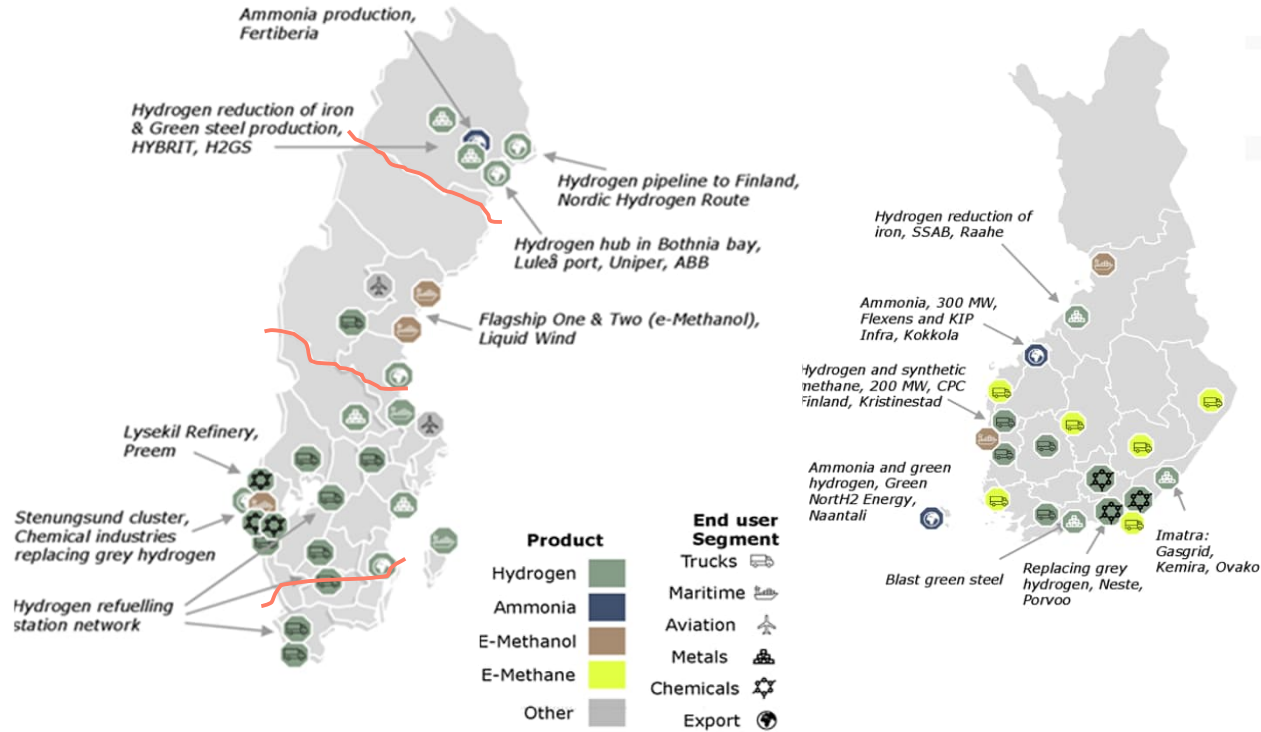 Ammonia production,
Fertiberia
Hydrogen reduction of iron
& Green steel production,
HYBRIT, H2GS
Hydrogen pipeline to Finland,
Nordic Hydrogen Route
Hydrogen hub in Bothnia bay,
Luleå port, Uniper, ABB
Flagship One & Two (e-Methanol),
Liquid Wind
Lysekil Refinery,
Preem
Stenungsund cluster,
Chemical industries
replacing grey hydrogen
Hydrogen refuelling
station network
Product
Hydrogen
Ammonia
E-Methanol
E-Methane
Other
End user
Segment
Trucks
Maritime
Aviation
Metals
Chemicals
Export
Hydrogen reduction of
iron, SSAB, Raahe
Ammonia, 300 MW,
Flexens and KIP
Infra, Kokkola
Hydrogen and synthetic
methane, 200 MW, CPC
Finland, Kristinestad
Ammonia and green
hydrogen, Green
NortH2 Energy,
Naantali
Blast green steel
Replacing grey
hydrogen, Neste,
Porvoo
Imatra:
Gasgrid,
Kemira, Ovako